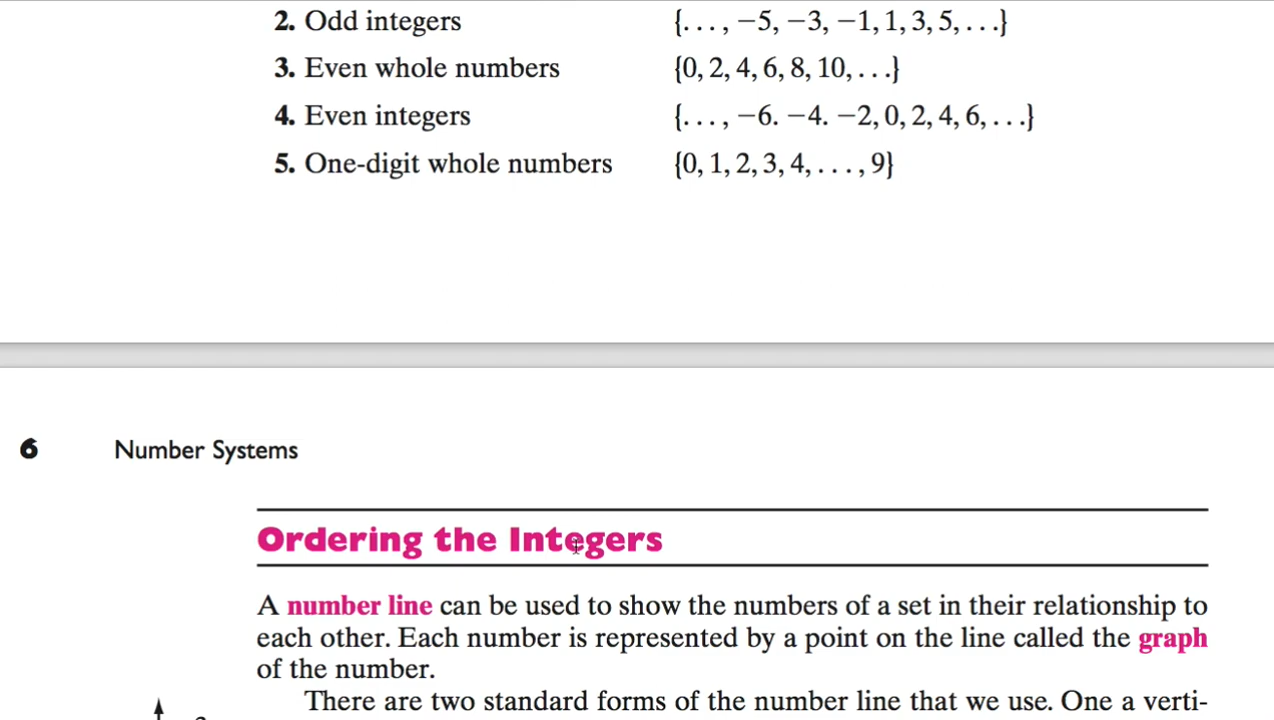 2. Odd integers {. . . , −5, −3, −1, 1, 3, 5, . . .}
3. Even whole numbers {0, 2, 4, 6, 8, 10, . . .}
4. Even integers {. . . , −6. −4. −2, 0, 2, 4, 6, . . .}
5. One-digit whole numbers {0, 1, 2, 3, 4, . . . , 9}
6 Number Systems
Ordering the Integers
A number line can be used to show the numbers of a set in their relationship to
each other. Each number is represented by a point on the line called the graph
of the number.
There are two standard forms of the number line that we use. One a verti-